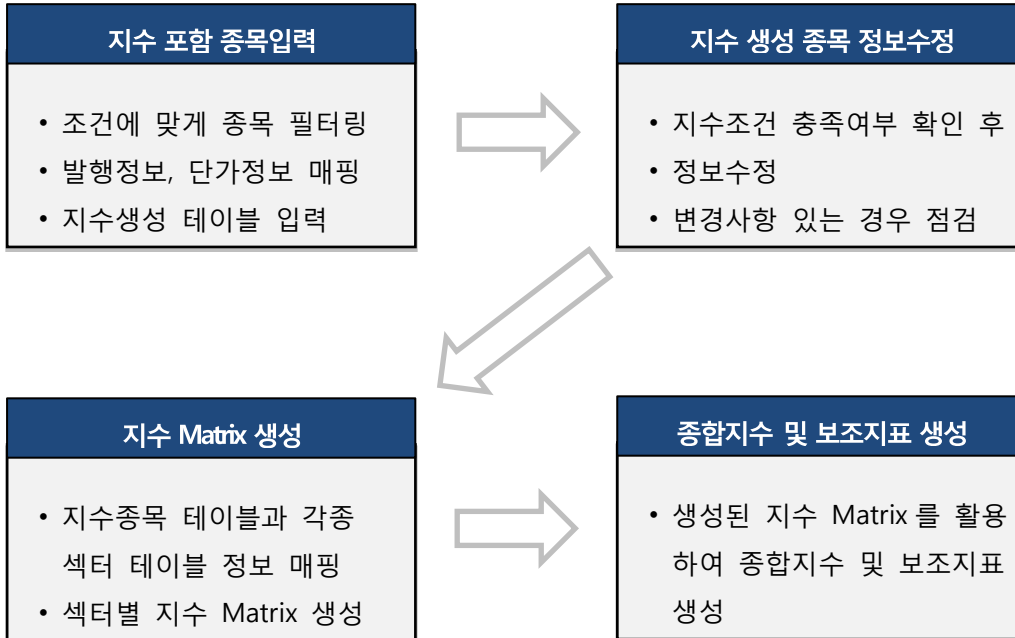 지수 포함 종목입력
• 조건에 맞게 종목 필터링
• 발행정보, 단가정보 매핑
• 지수생성 테이블 입력
지수 생성 종목 정보수정
• 지수조건 충족여부 확인 후
• 정보수정
• 변경사항 있는 경우 점검
지수 Matrix 생성
• 지수종목 테이블과 각종
섹터 테이블 정보 매핑
• 섹터별 지수 Matrix 생성
종합지수 및 보조지표 생성
• 생성된 지수 Matrix 를 활용
하여 종합지수 및 보조지표
생성